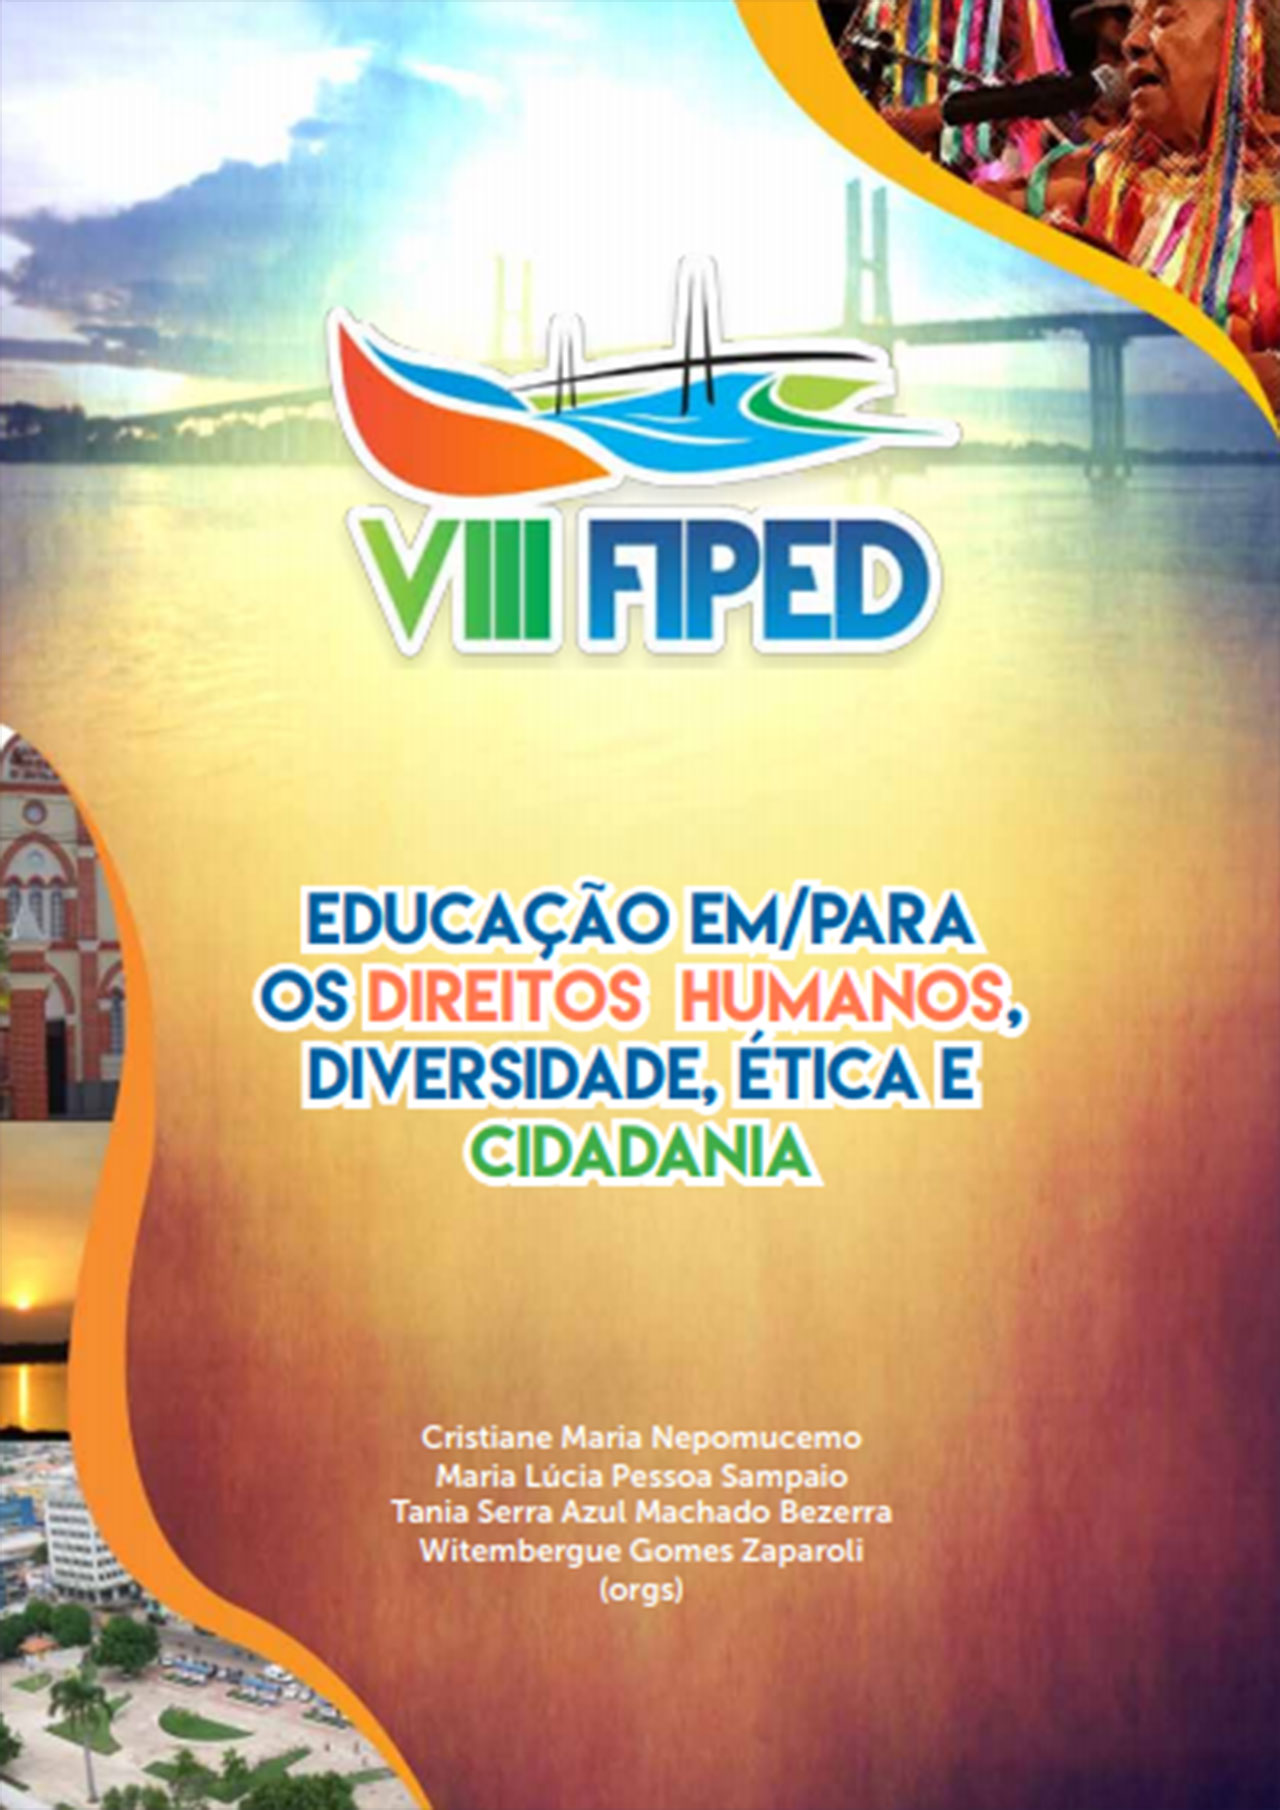 VIII FIPED
EDUCAÇÃO EM/PARA
OS DIREITOS HUMANOS,
DIVERSIDADE, ÉTICA E
CIDADANIA
Cristiane Maria Nepomucemo
Maria Lúcia Pessoa Sampaio
Tania Serra Azul Machado Bezerra
Witembergue Gomes Zaparoli
(orgs)